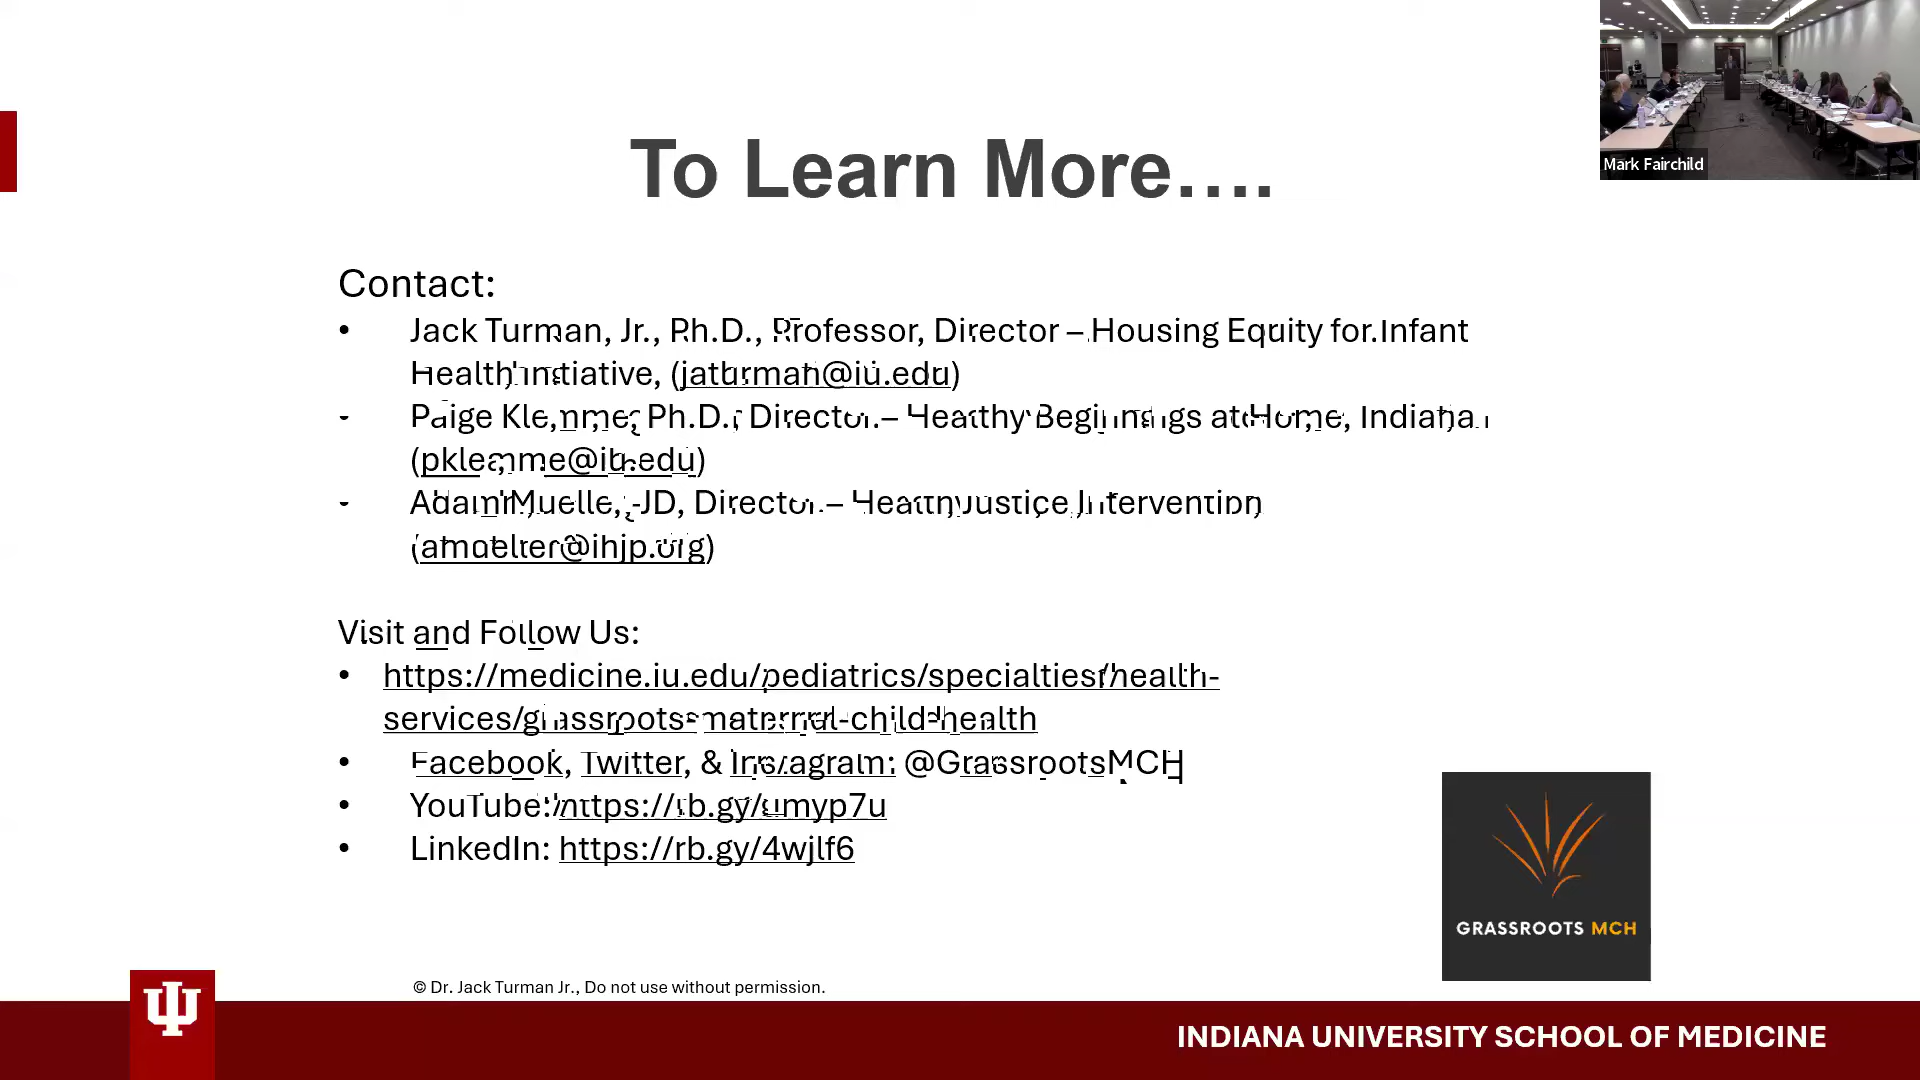 Mark Fairchild
To Learn More....
Contact:
• Jack Turman, Jr., Ph.D., Professor, Director – Housing Equity for Infant
Health Initiative, (jaturman@iu.edu)
• Paige Klemme, Ph.D., Director – Healthy Beginnings at Home, Indiana
(pklemme@iu.edu)
• Adam Mueller, JD, Director – Health Justice Intervention
(amueller@ihjp.org)
Visit and Follow Us:
• https://medicine.iu.edu/pediatrics/specialties/health-
services/grassroots-maternal-child-health
• Facebook, Twitter, & Instagram: @GrassrootsMCH
• YouTube: https://rb.gy/umyp7u
• LinkedIn: https://rb.gy/4wjlf6
GRASSROOTS MCH
© Dr. Jack Turman Jr., Do not use without permission.
INDIANA UNIVERSITY SCHOOL OF MEDICINE